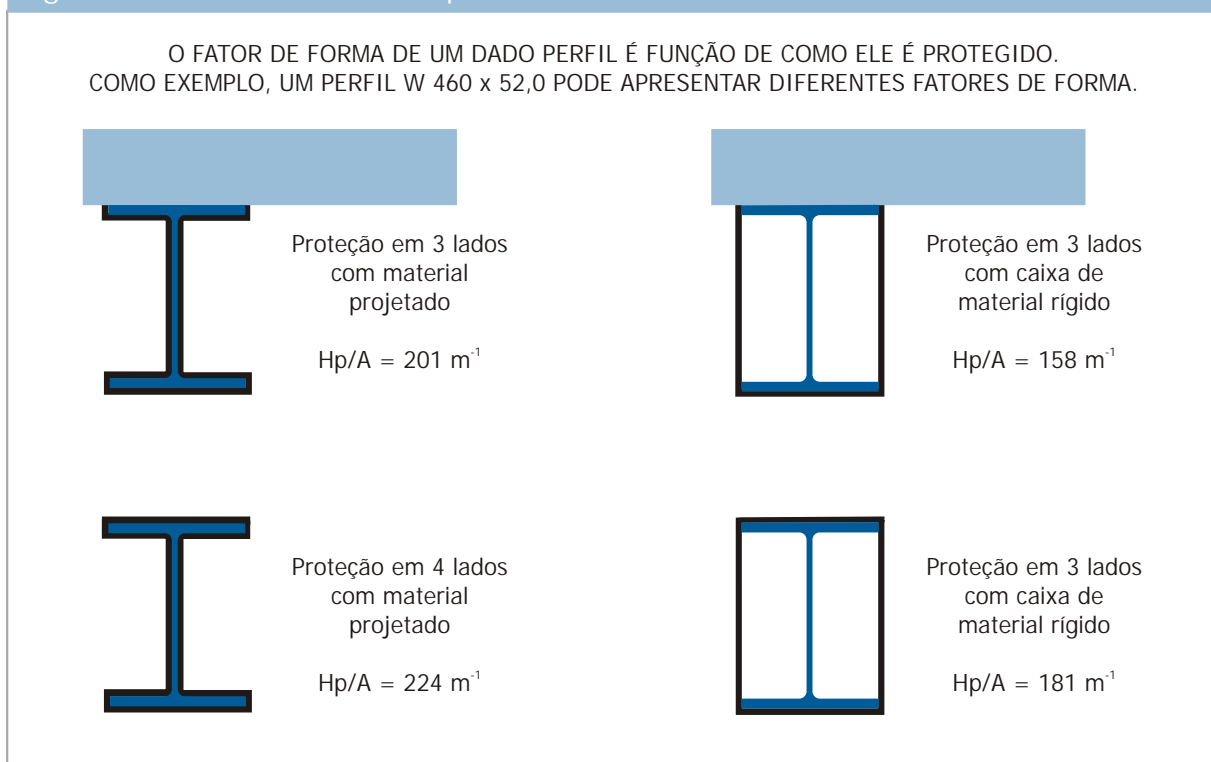 O FATOR DE FORMA DE UM DADO PERFIL É FUNÇÃO DE COMO ELE É PROTEGIDO.
COMO EXEMPLO, UM PERFIL W 460 x 52,0 PODE APRESENTAR DIFERENTES FATORES DE FORMA.
Proteção em 3 lados
com material
projetado
Hp/A = 201 m⁻¹
Proteção em 3 lados
com caixa de
material rígido
Hp/A = 158 m⁻¹
Proteção em 4 lados
com material
projetado
Hp/A = 224 m⁻¹
Proteção em 3 lados
com caixa de
material rígido
Hp/A = 181 m⁻¹